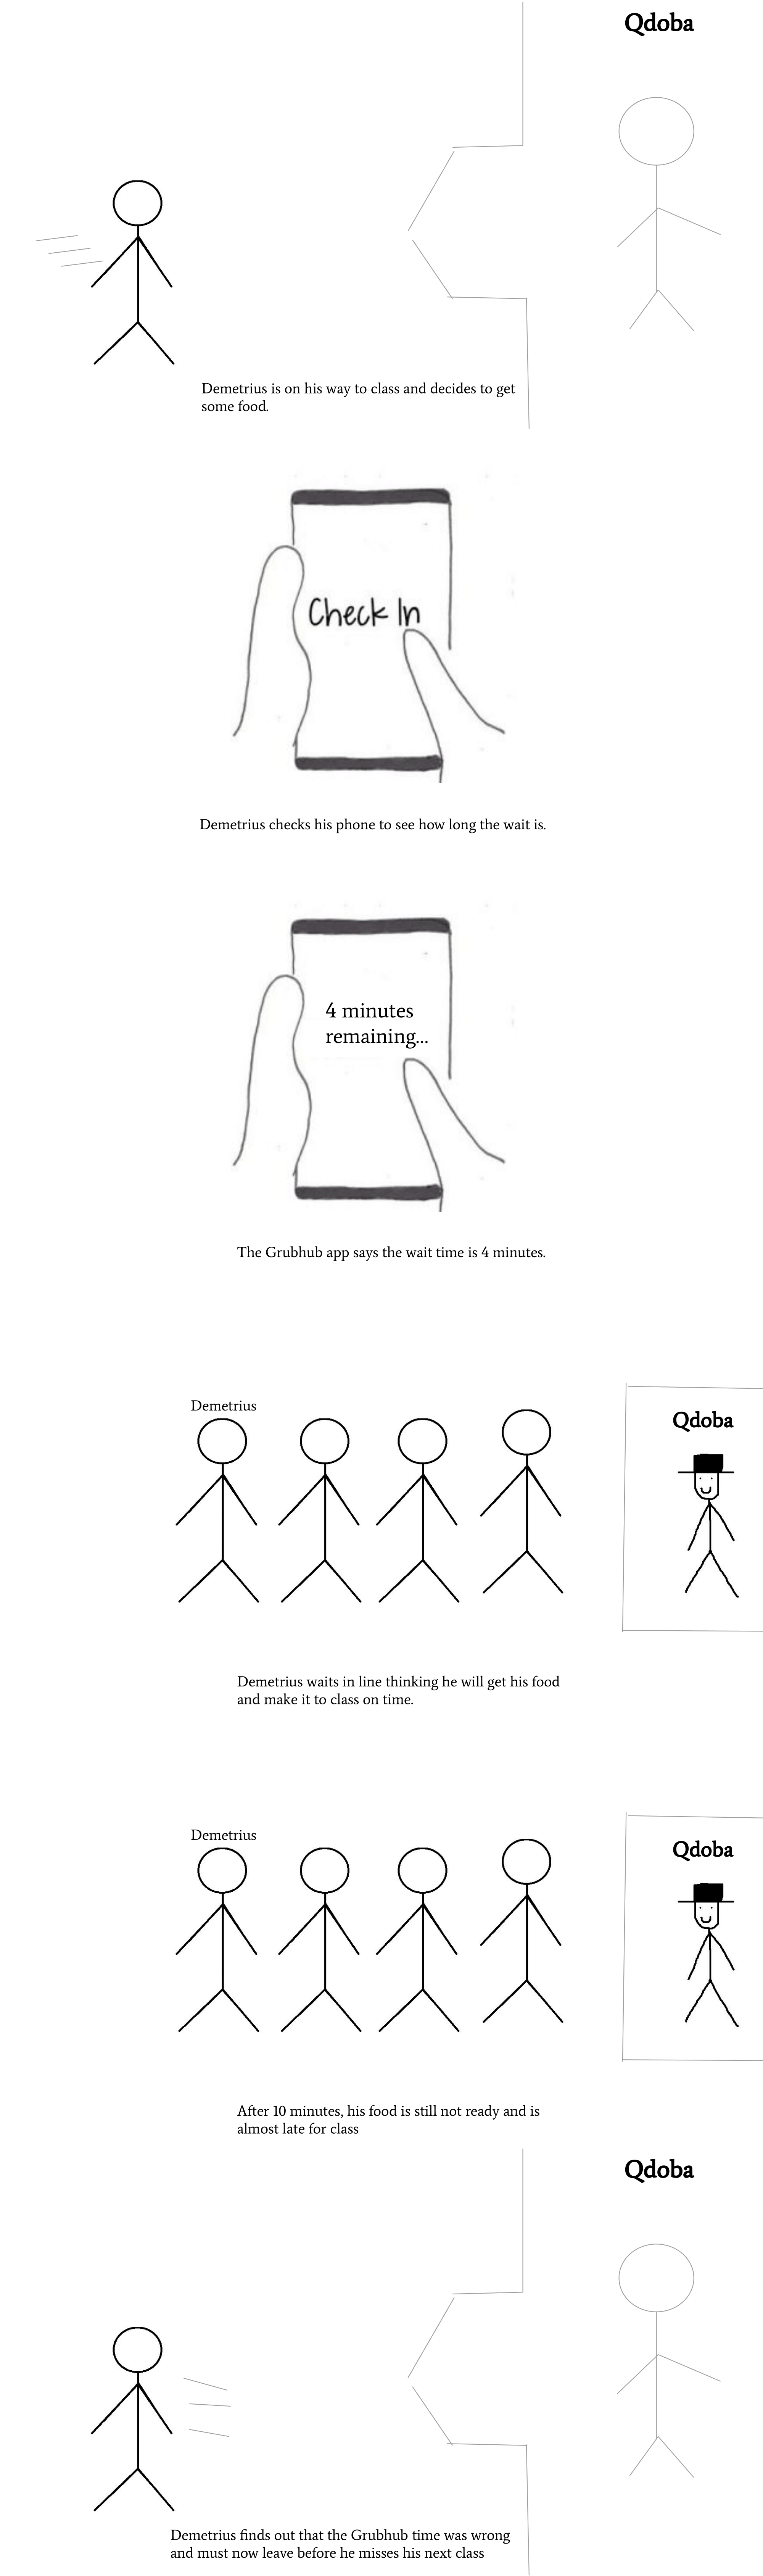 Qdoba
Demetrius is on his way to class and decides to get
some food.
Check In
Demetrius checks his phone to see how long the wait is.
4 minutes
remaining...
The Grubhub app says the wait time is 4 minutes.
Demetrius
Qdoba
Demetrius waits in line thinking he will get his food
and make it to class on time.
Demetrius
Qdoba
After 10 minutes, his food is still not ready and is
almost late for class
Qdoba
Demetrius finds out that the Grubhub time was wrong
and must now leave before he misses his next class